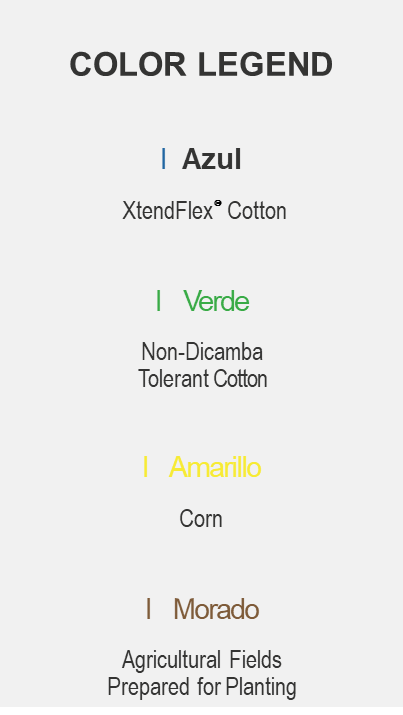 COLOR LEGEND
| Azul
XtendFlex® Cotton
| Verde
Non-Dicamba
Tolerant Cotton
| Amarillo
Corn
| Morado
Agricultural Fields
Prepared for Planting